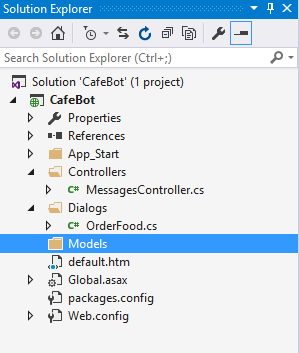 Solution Explorer
Search Solution Explorer (Ctrl+;)
Solution 'CafeBot' (1 project)
CafeBot
Properties
References
App_Start
Controllers
C# MessagesController.cs
Dialogs
C# OrderFood.cs
Models
default.htm
Global.asax
packages.config
Web.config